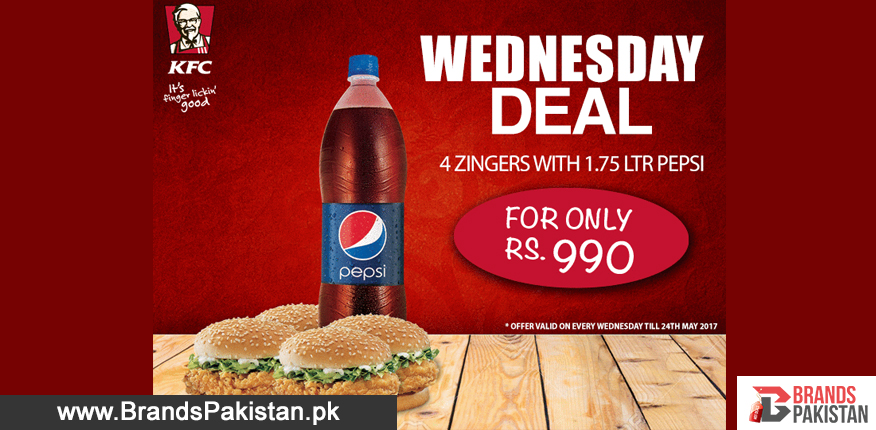 KFC
It's
finger lickin'
good
WEDNESDAY
DEAL
4 ZINGERS WITH 1.75 LTR PEPSI
FOR ONLY
RS. 990
pepsi
* OFFER VALID ON EVERY WEDNESDAY TILL 24TH MAY 2017
www.BrandsPakistan.pk
BRANDS
PAKISTAN